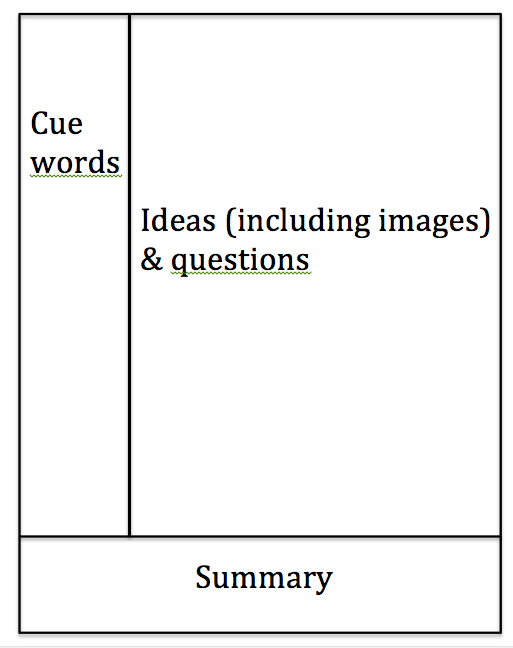 Cue
words
Ideas (including images)
& questions
Summary